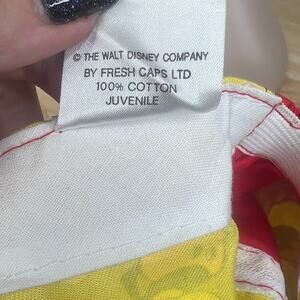 © THE WALT DISNEY COMPANY
BY FRESH CAPS LTD
100% COTTON
JUVENILE